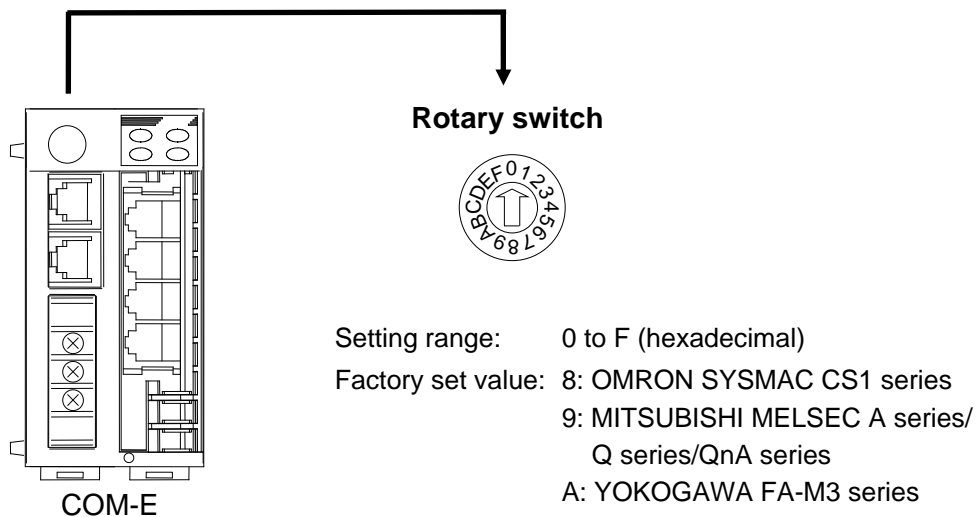 Rotary switch
0123456789ABCDEF
Setting range: 0 to F (hexadecimal)
Factory set value: 8: OMRON SYSMAC CS1 series
9: MITSUBISHI MELSEC A series/
Q series/QnA series
A: YOKOGAWA FA-M3 series
COM-E